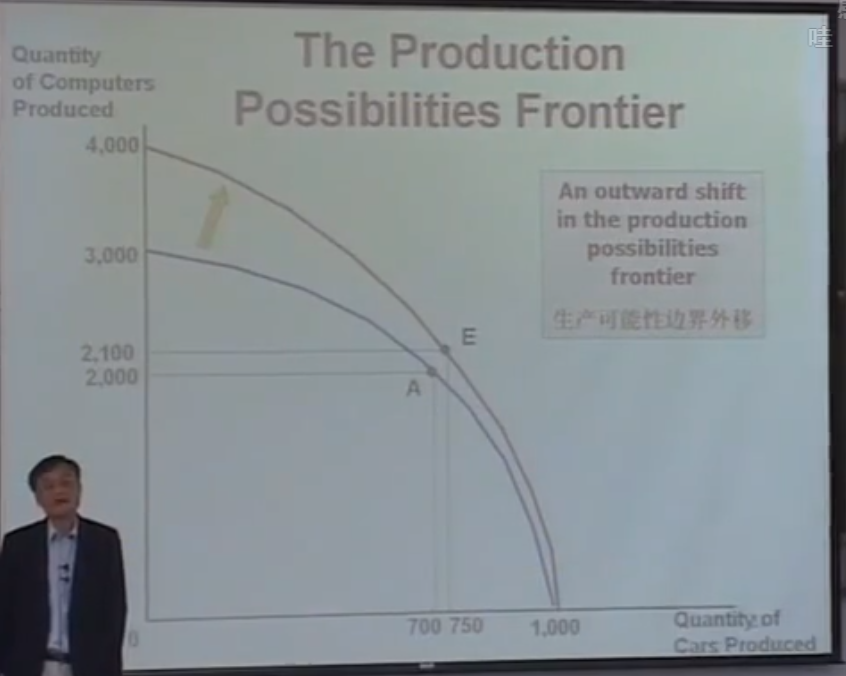 哇
The Production
Possibilities Frontier
Quantity
of Computers
Produced
4,000
3,000
2,100
2,000
An outward shift
in the production
possibilities
frontier
生产可能性边界外移
E
A
0
700 750 1,000
Quantity of
Cars Produced